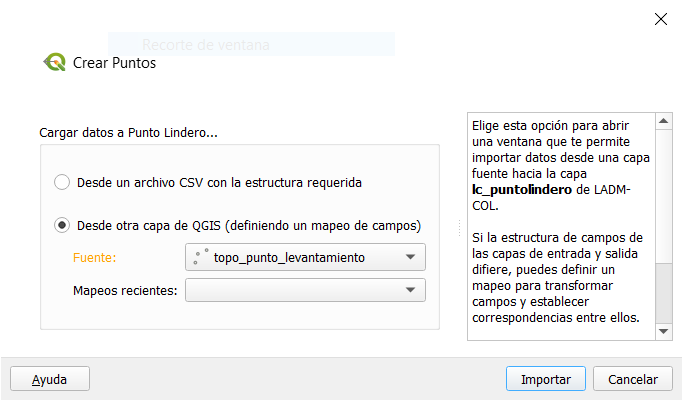 Recorte de ventana
Crear Puntos
Cargar datos a Punto Lindero...
Desde un archivo CSV con la estructura requerida
Desde otra capa de QGIS (definiendo un mapeo de campos)
Fuente:
topo_punto_levantamiento
Mapeos recientes:
Elige esta opción para abrir
una ventana que te permite
importar datos desde una capa
fuente hacia la capa
lc_puntolindero de LADM-
COL.
Si la estructura de campos de
las capas de entrada y salida
difiere, puedes definir un
mapeo para transformar
campos y establecer
correspondencias entre ellos.
Ayuda
Importar
Cancelar